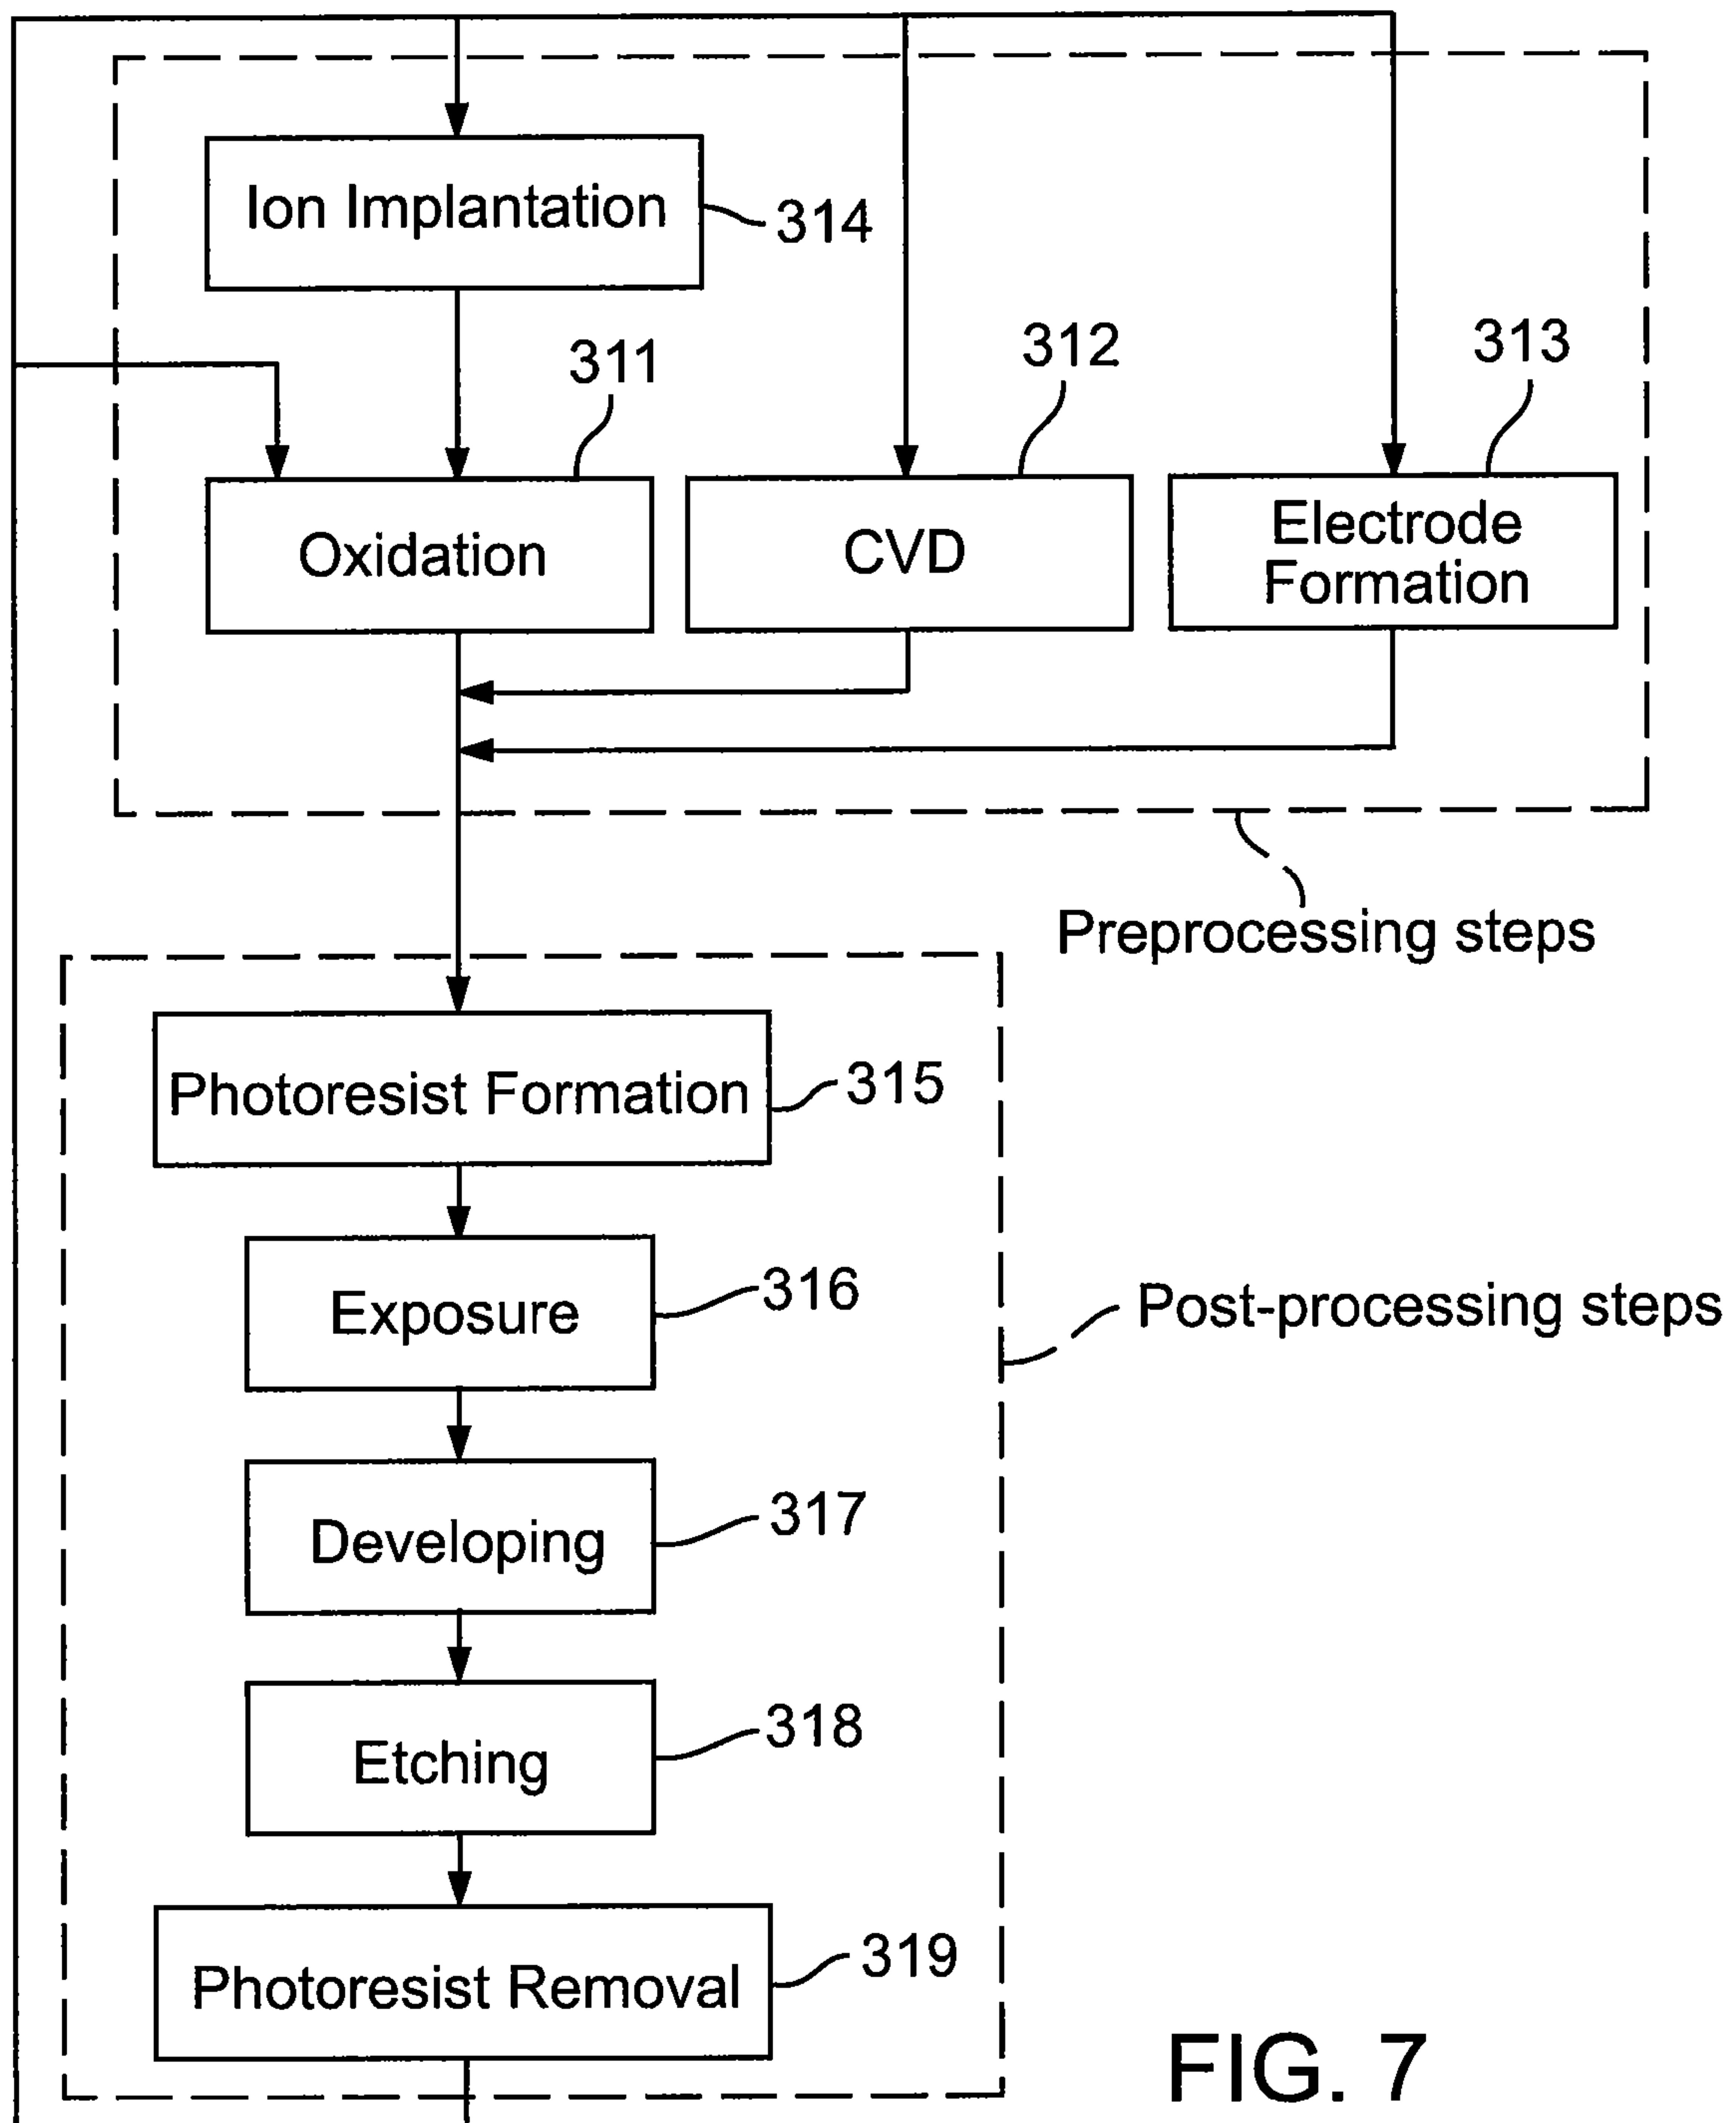 Ion Implantation
314
311
312
313
Oxidation
CVD
Electrode
Formation
Preprocessing steps
Photoresist Formation
315
Exposure
316
Post-processing steps
Developing
317
Etching
318
Photoresist Removal
319
FIG. 7